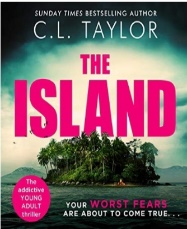 SUNDAY TIMES BESTSELLING AUTHOR
C.L. TAYLOR
THE
ISLAND
The
addictive
YOUNG
ADULT
thriller
YOUR WORST FEARS
ARE ABOUT TO COME TRUE...